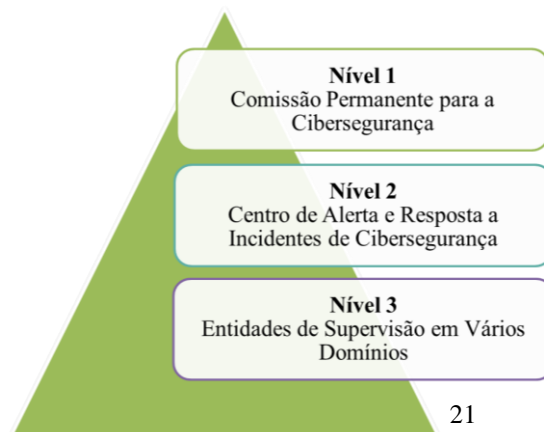 Nível 1
Comissão Permanente para a
Cibersegurança
Nível 2
Centro de Alerta e Resposta a
Incidentes de Cibersegurança
Nível 3
Entidades de Supervisão em Vários
Domínios
21